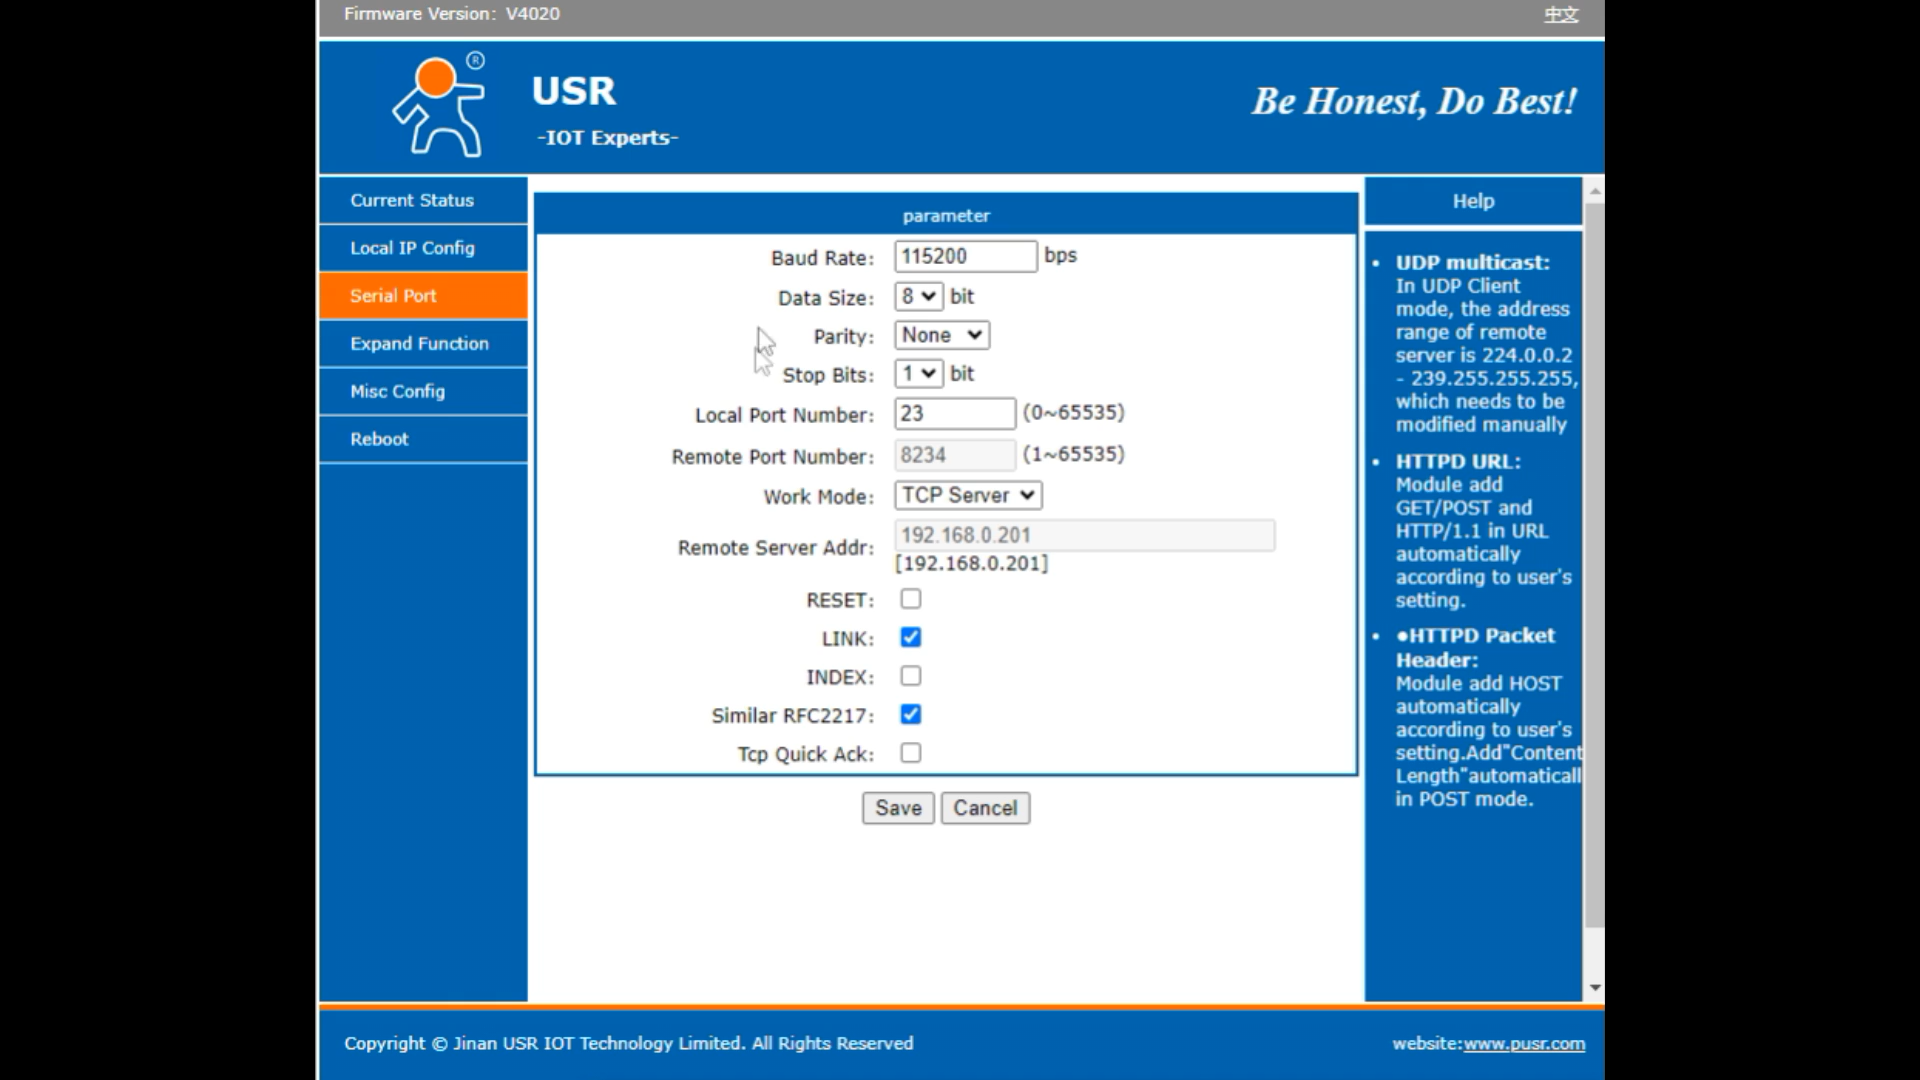 Firmware Version: V4020
中文
®
USR
-IOT Experts-
Be Honest, Do Best!
Current Status
Local IP Config
Serial Port
Expand Function
Misc Config
Reboot
parameter
Baud Rate: 115200 bps
Data Size: 8 bit
Parity: None
Stop Bits: 1 bit
Local Port Number: 23 (0~65535)
Remote Port Number: 8234 (1~65535)
Work Mode: TCP Server
Remote Server Addr: 192.168.0.201
[192.168.0.201]
RESET:
LINK:
INDEX:
Similar RFC2217:
Tcp Quick Ack:
Save Cancel
Help
• UDP multicast:
In UDP Client
mode, the address
range of remote
server is 224.0.0.2
- 239.255.255.255,
which needs to be
modified manually
• HTTPD URL:
Module add
GET/POST and
HTTP/1.1 in URL
automatically
according to user's
setting.
• ●HTTPD Packet
Header:
Module add HOST
automatically
according to user's
setting.Add"Content
Length"automaticall
in POST mode.
Copyright © Jinan USR IOT Technology Limited. All Rights Reserved
website:www.pusr.com